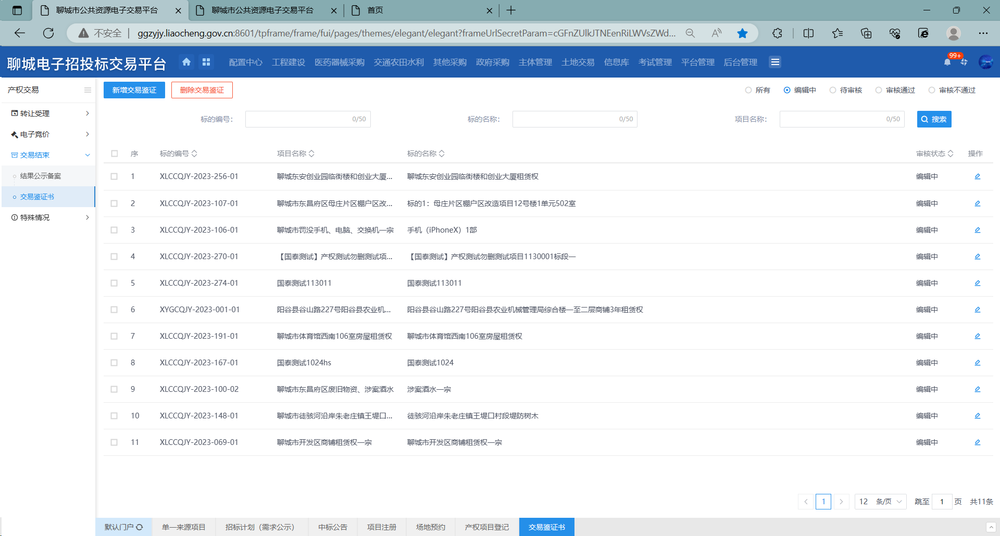 聊城市公共资源电子交易平台
聊城市公共资源电子交易平台
首页
不安全
ggzyjy.liaocheng.gov.cn:8601/tpframe/frame/fui/pages/themes/elegant/elegant?frameUrlSecretParam=cGFnZUlkJTNEenRiLWVsZWd...
聊城电子招投标交易平台
配置中心 工程建设 医药器械采购 交通农田水利 其他采购 政府采购 主体管理 土地交易 信息库 考试管理 平台管理 后台管理
99+
产权交易
转让受理
电子竞价
交易结束
结果公示备案
交易鉴证书
特殊情况
新增交易鉴证 删除交易鉴证
所有 编辑中 待审核 审核通过 审核不通过
标的编号： 0/50 标的名称： 0/50 项目名称： 0/50 搜索
序 标的编号 项目名称 标的名称 审核状态 操作
1 XLCCQJY-2023-256-01 聊城东安创业园临街楼和创业大厦... 聊城东安创业园临街楼和创业大厦租赁权 编辑中
2 XLCCQJY-2023-107-01 聊城市东昌府区母庄片区棚户区改... 标的1：母庄片区棚户区改造项目12号楼1单元502室 编辑中
3 XLCCQJY-2023-106-01 聊城市罚没手机、电脑、交换机一宗 手机（iPhoneX）1部 编辑中
4 XLCCQJY-2023-270-01 【国泰测试】产权测试勿删测试项... 【国泰测试】产权测试勿删测试项目1130001标段一 编辑中
5 XLCCQJY-2023-274-01 国泰测试113011 国泰测试113011 编辑中
6 XYGCQJY-2023-001-01 阳谷县谷山路227号阳谷县农业机... 阳谷县谷山路227号阳谷县农业机械管理局综合楼一至二层商铺3年租赁权 编辑中
7 XLCCQJY-2023-191-01 聊城市体育馆西南106室房屋租赁权 聊城市体育馆西南106室房屋租赁权 编辑中
8 XLCCQJY-2023-167-01 国泰测试1024hs 国泰测试1024 编辑中
9 XLCCQJY-2023-100-02 聊城市东昌府区废旧物资、涉案酒水 涉案酒水一宗 编辑中
10 XLCCQJY-2023-148-01 聊城市徒骇河沿岸朱老庄镇王堤口... 徒骇河沿岸朱老庄镇王堤口村段堤防树木 编辑中
11 XLCCQJY-2023-069-01 聊城市开发区商铺租赁权一宗 聊城市开发区商铺租赁权一宗 编辑中
1 12 条/页 跳至 1 页 共11条
默认门户 单一来源项目 招标计划（需求公示） 中标公告 项目注册 场地预约 产权项目登记 交易鉴证书